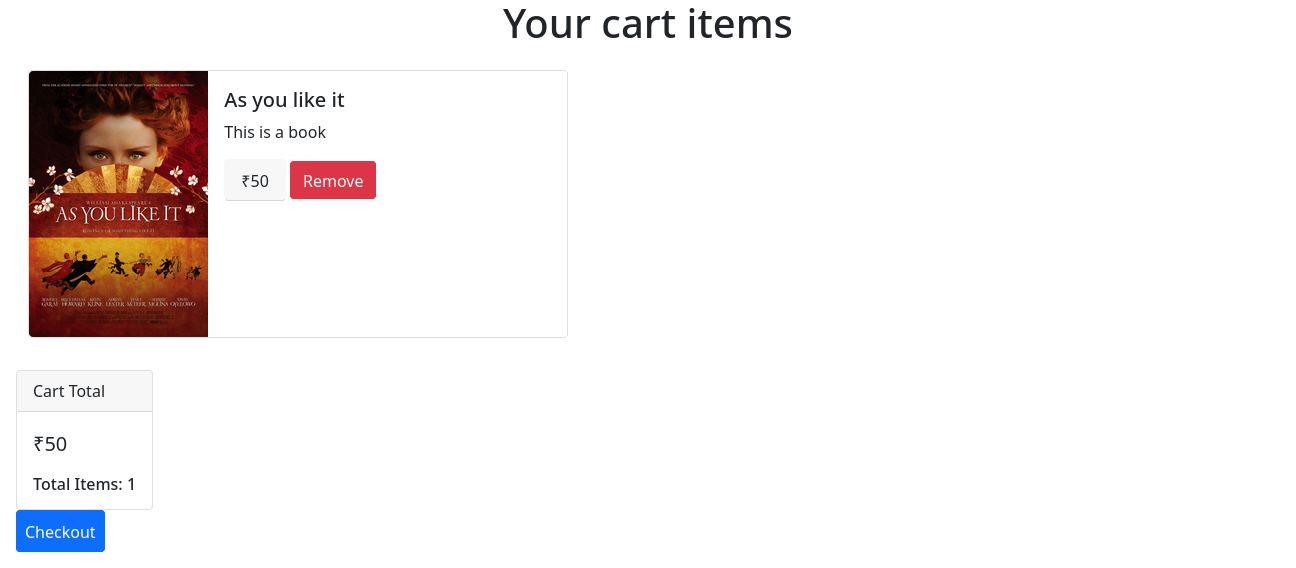 Your cart items
As you like it
This is a book
₹50 Remove
WILLIAM SHAKESPEARE'S
AS YOU LIKE IT
Cart Total
₹50
Total Items: 1
Checkout